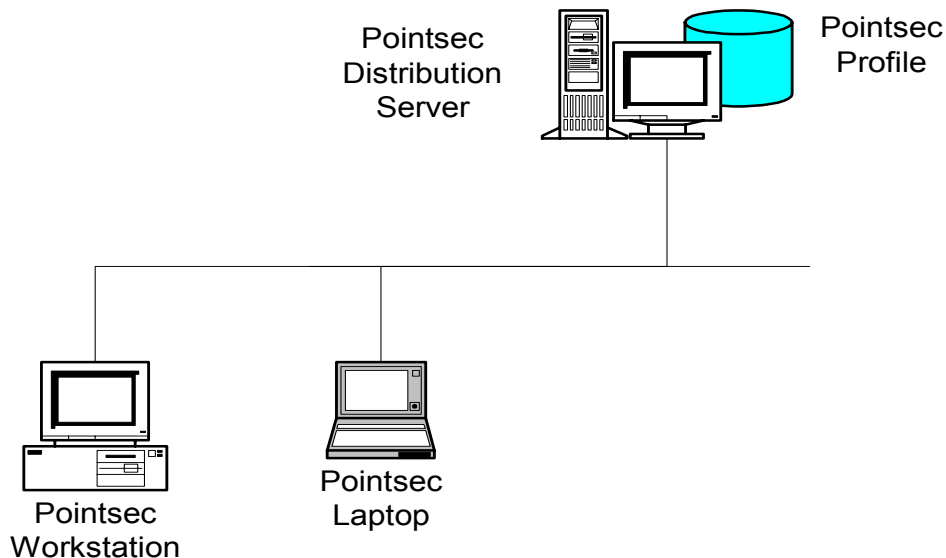 Pointsec
Distribution
Server
Pointsec
Profile
Pointsec
Workstation
Pointsec
Laptop